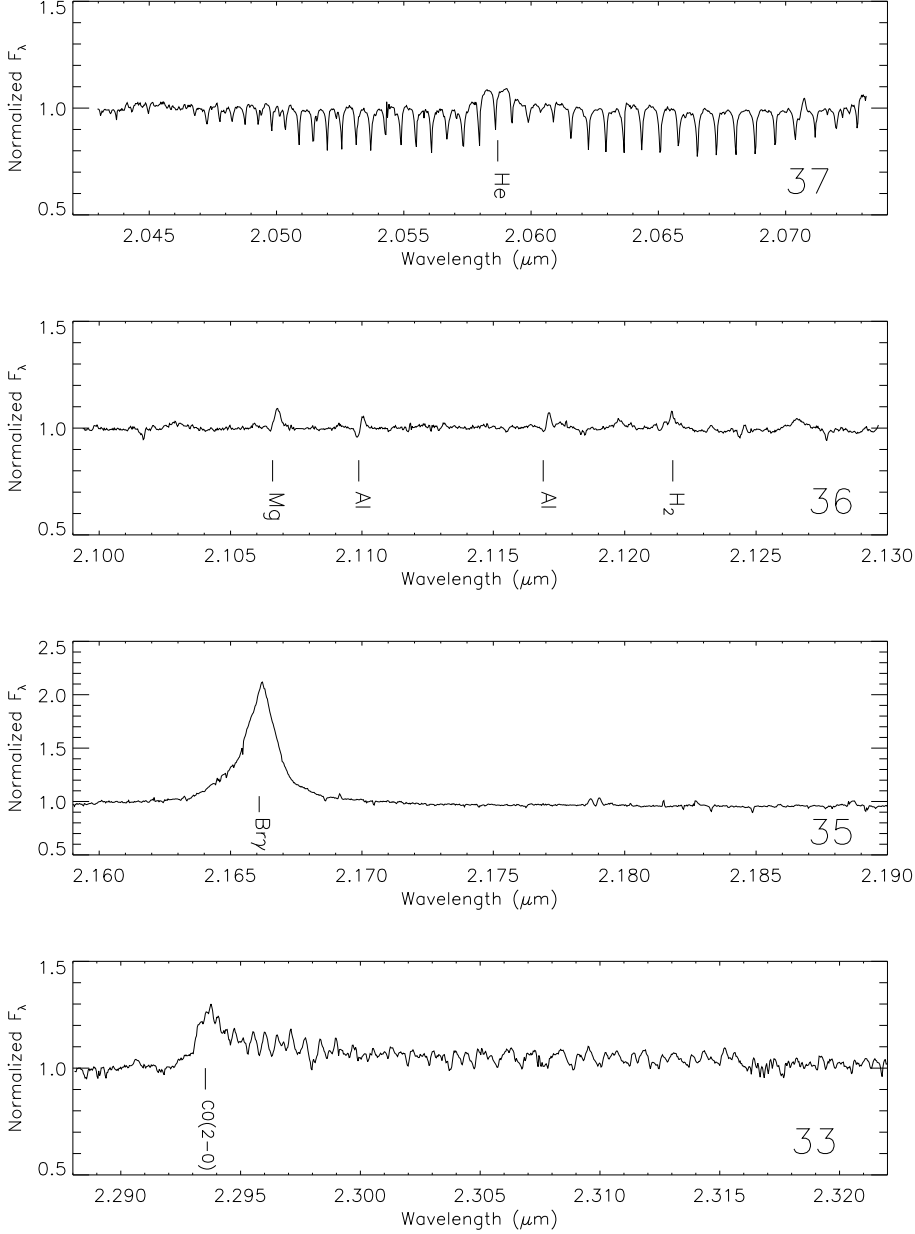 1.5
Normalized Fλ
1.0
He
37
0.5
2.045 2.050 2.055 2.060 2.065 2.070
Wavelength (μm)
1.5
Normalized Fλ
1.0
Mg Al Al H₂
36
0.5
2.100 2.105 2.110 2.115 2.120 2.125 2.130
Wavelength (μm)
2.5
2.0
Normalized Fλ
1.5
1.0
Brγ
35
0.5
2.160 2.165 2.170 2.175 2.180 2.185 2.190
Wavelength (μm)
1.5
Normalized Fλ
1.0
CO(2−0)
33
0.5
2.290 2.295 2.300 2.305 2.310 2.315 2.320
Wavelength (μm)